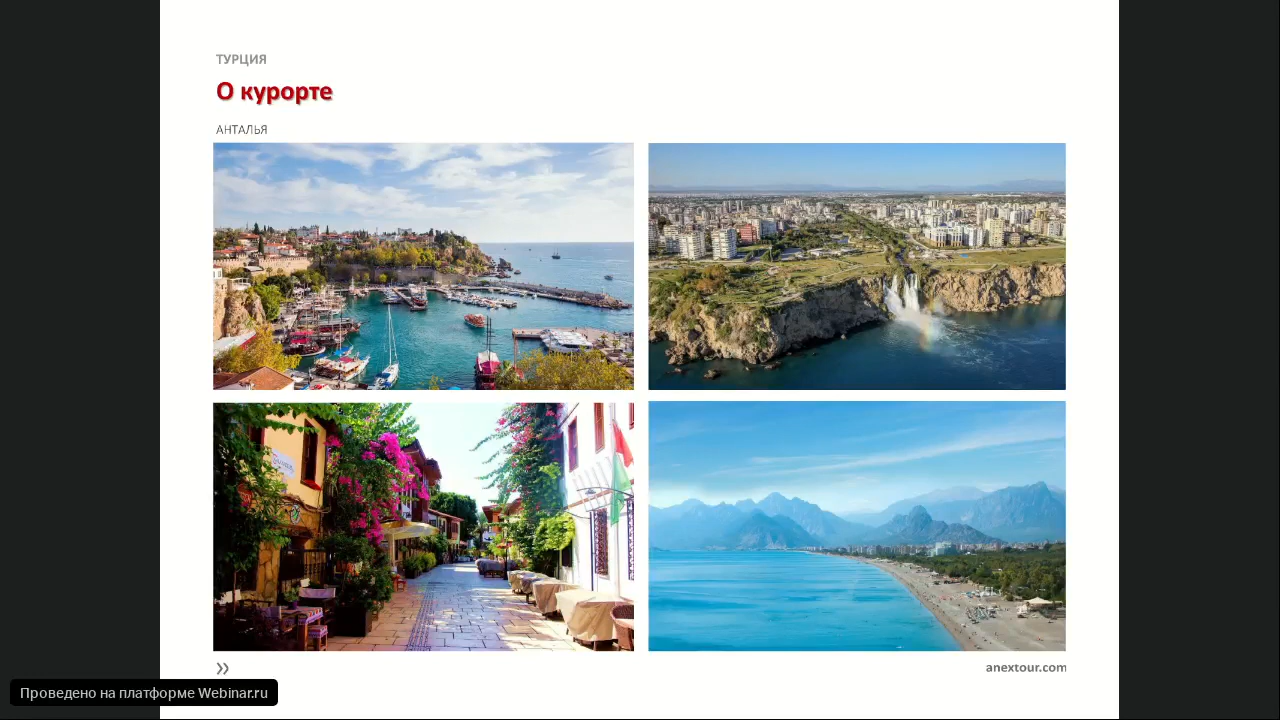 ТУРЦИЯ
О курорте
АНТАЛЬЯ
anextour.com
Проведено на платформе Webinar.ru